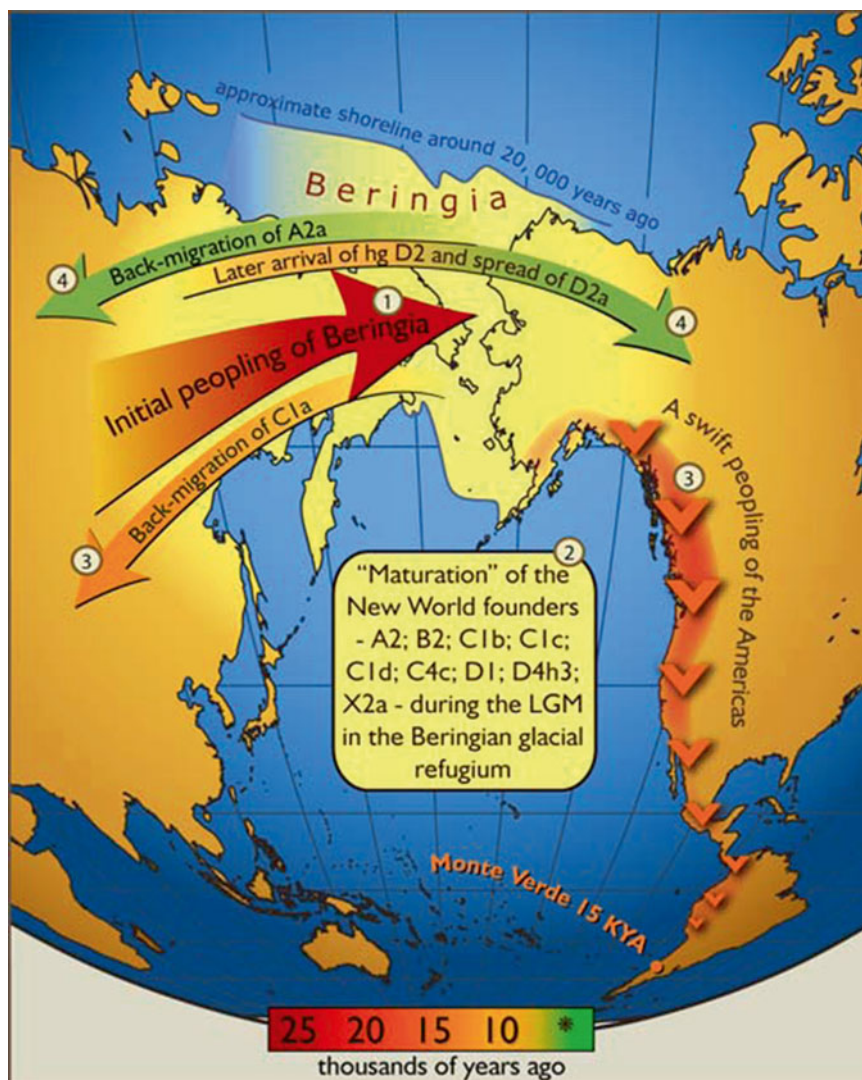 approximate shoreline around 20, 000 years ago
Beringia
Back-migration of A2a
Later arrival of hg D2 and spread of D2a
4
1
4
Initial peopling of Beringia
Back-migration of C1a
3
A swift peopling of the Americas
3
2
“Maturation” of the
New World founders
- A2; B2; C1b; C1c;
C1d; C4c; D1; D4h3;
X2a - during the LGM
in the Beringian glacial
refugium
Monte Verde 15 KYA
25 20 15 10 *
thousands of years ago